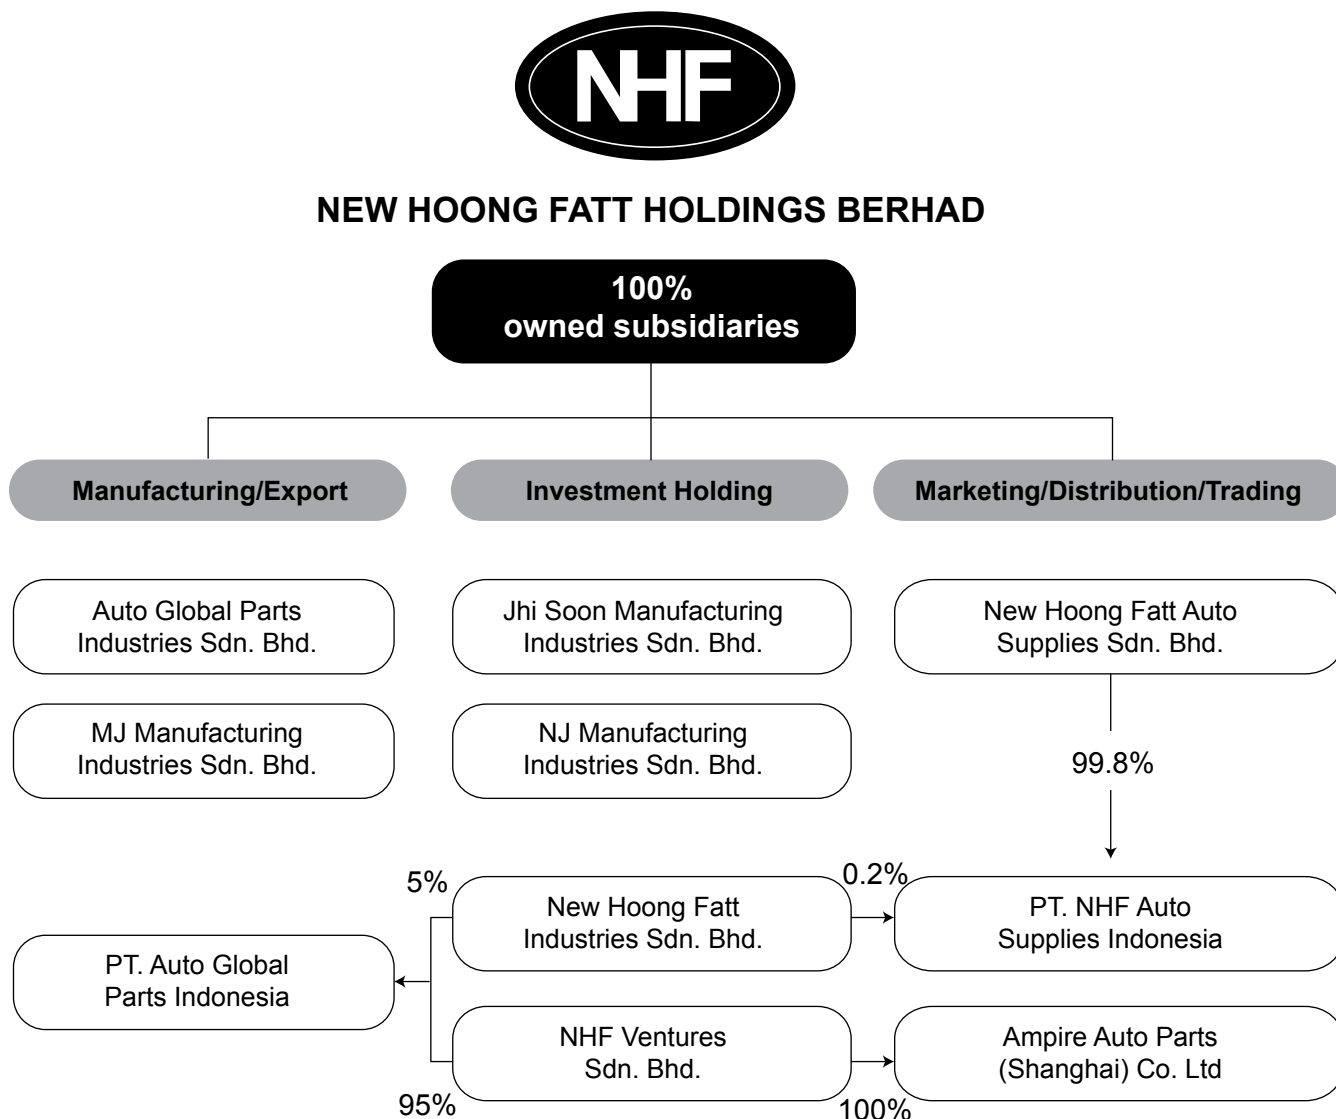 NHF
NEW HOONG FATT HOLDINGS BERHAD
100%
owned subsidiaries
Manufacturing/Export
Investment Holding
Marketing/Distribution/Trading
Auto Global Parts
Industries Sdn. Bhd.
Jhi Soon Manufacturing
Industries Sdn. Bhd.
New Hoong Fatt Auto
Supplies Sdn. Bhd.
MJ Manufacturing
Industries Sdn. Bhd.
NJ Manufacturing
Industries Sdn. Bhd.
99.8%
5%
New Hoong Fatt
Industries Sdn. Bhd.
0.2%
PT. NHF Auto
Supplies Indonesia
PT. Auto Global
Parts Indonesia
NHF Ventures
Sdn. Bhd.
Ampire Auto Parts
(Shanghai) Co. Ltd
95%
100%